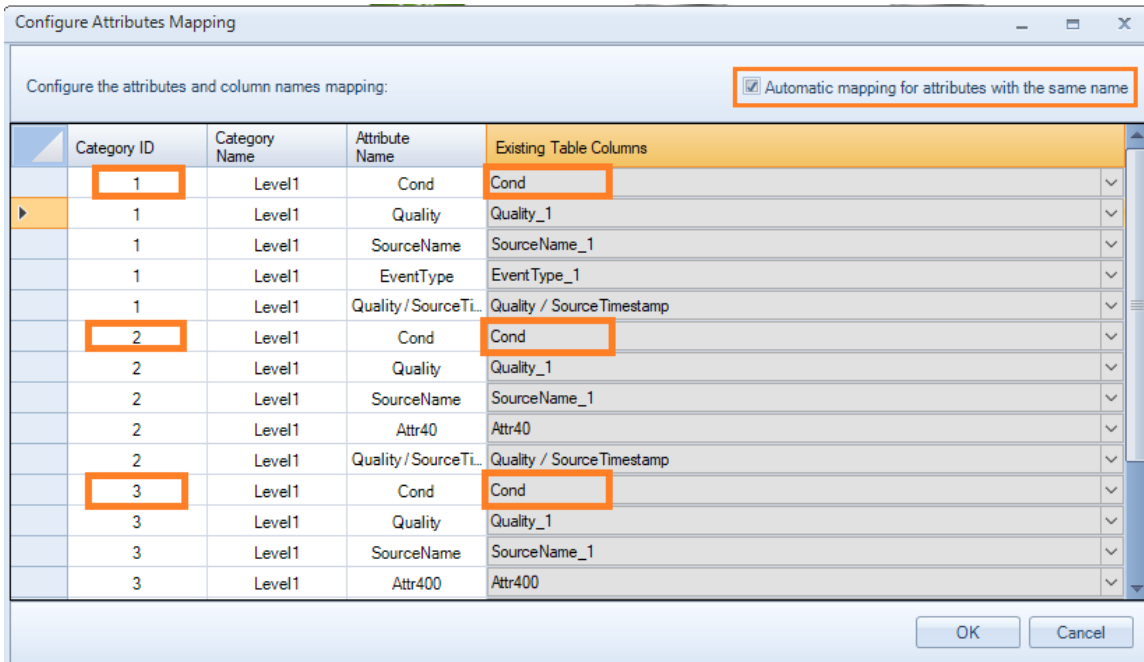 Configure Attributes Mapping
Configure the attributes and column names mapping:
Automatic mapping for attributes with the same name
Category ID Category Name Attribute Name Existing Table Columns
1 Level1 Cond Cond
1 Level1 Quality Quality_1
1 Level1 SourceName SourceName_1
1 Level1 EventType EventType_1
1 Level1 Quality / SourceTi... Quality / SourceTimestamp
2 Level1 Cond Cond
2 Level1 Quality Quality_1
2 Level1 SourceName SourceName_1
2 Level1 Attr40 Attr40
2 Level1 Quality / SourceTi... Quality / SourceTimestamp
3 Level1 Cond Cond
3 Level1 Quality Quality_1
3 Level1 SourceName SourceName_1
3 Level1 Attr400 Attr400
OK Cancel